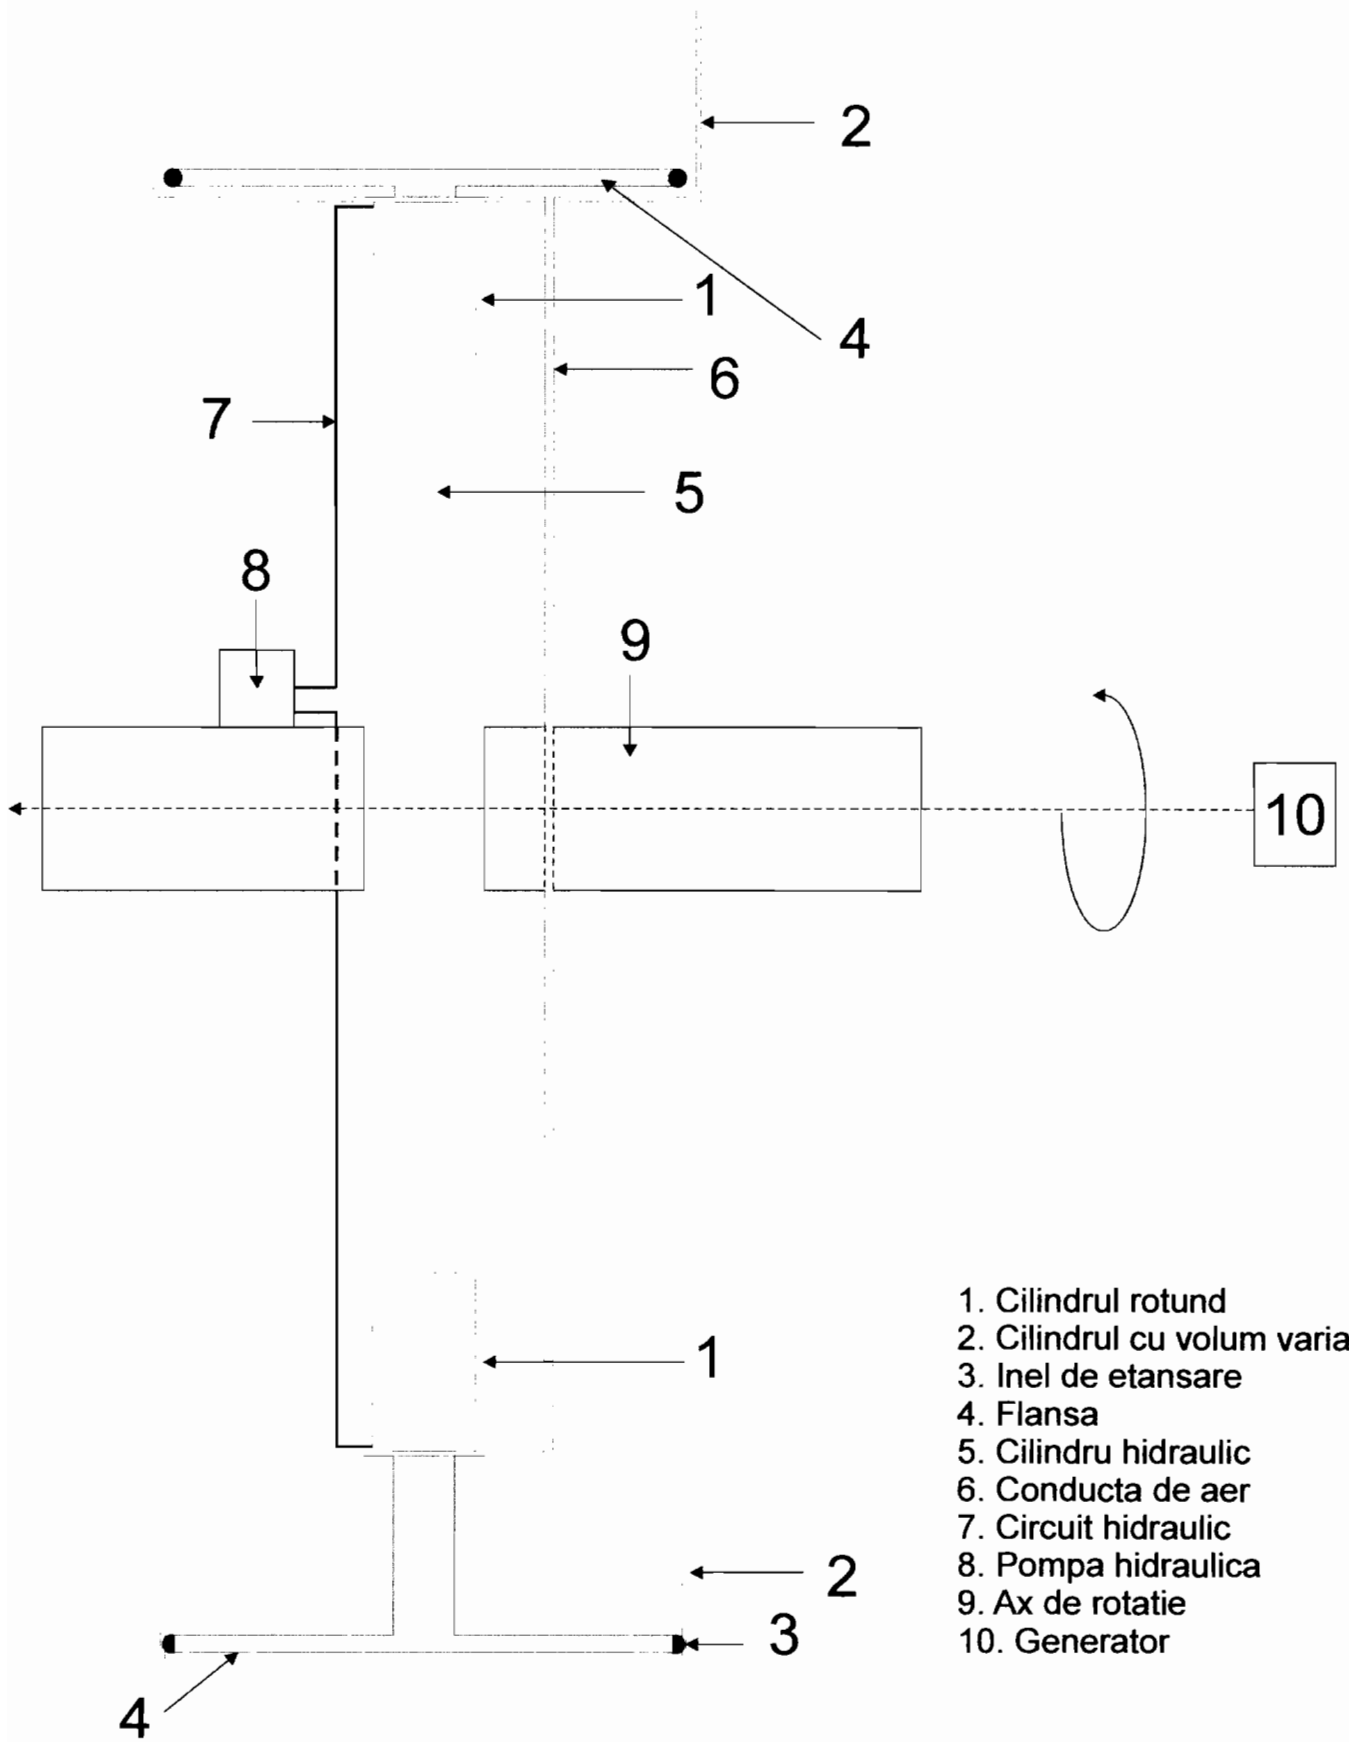 2
1
4
6
7
5
8
9
10
1
2
3
4
1. Cilindrul rotund
2. Cilindrul cu volum varia
3. Inel de etansare
4. Flansa
5. Cilindru hidraulic
6. Conducta de aer
7. Circuit hidraulic
8. Pompa hidraulica
9. Ax de rotatie
10. Generator